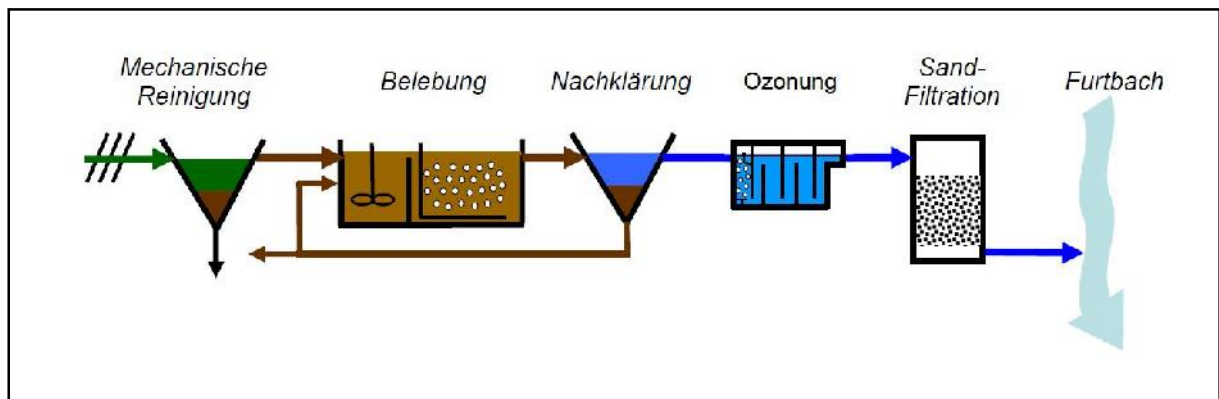 Mechanische
Reinigung
Belebung
Nachklärung
Ozonung
Sand-
Filtration
Furtbach